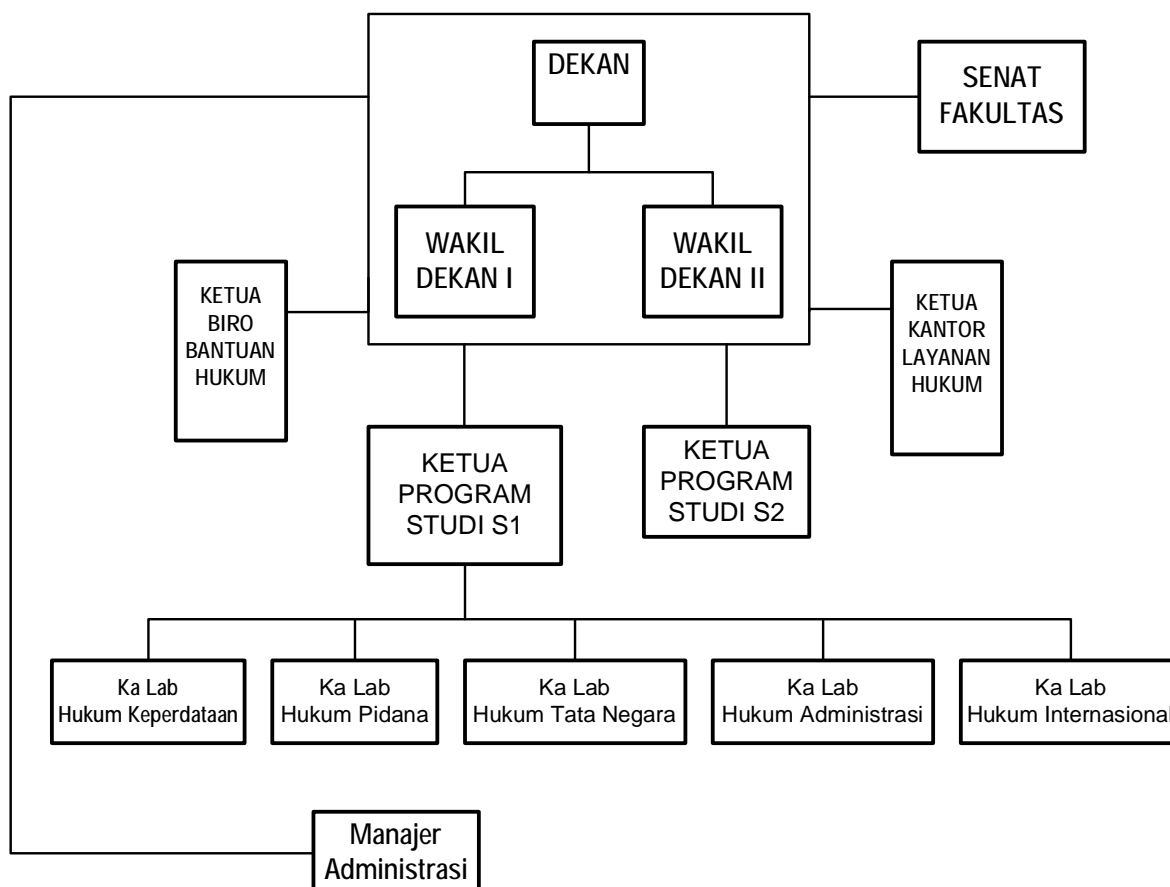 DEKAN
SENAT
FAKULTAS
WAKIL
DEKAN I
WAKIL
DEKAN II
KETUA
BIRO
BANTUAN
HUKUM
KETUA
KANTOR
LAYANAN
HUKUM
KETUA
PROGRAM
STUDI S1
KETUA
PROGRAM
STUDI S2
Ka Lab
Hukum Keperdataan
Ka Lab
Hukum Pidana
Ka Lab
Hukum Tata Negara
Ka Lab
Hukum Administrasi
Ka Lab
Hukum Internasional
Manajer
Administrasi